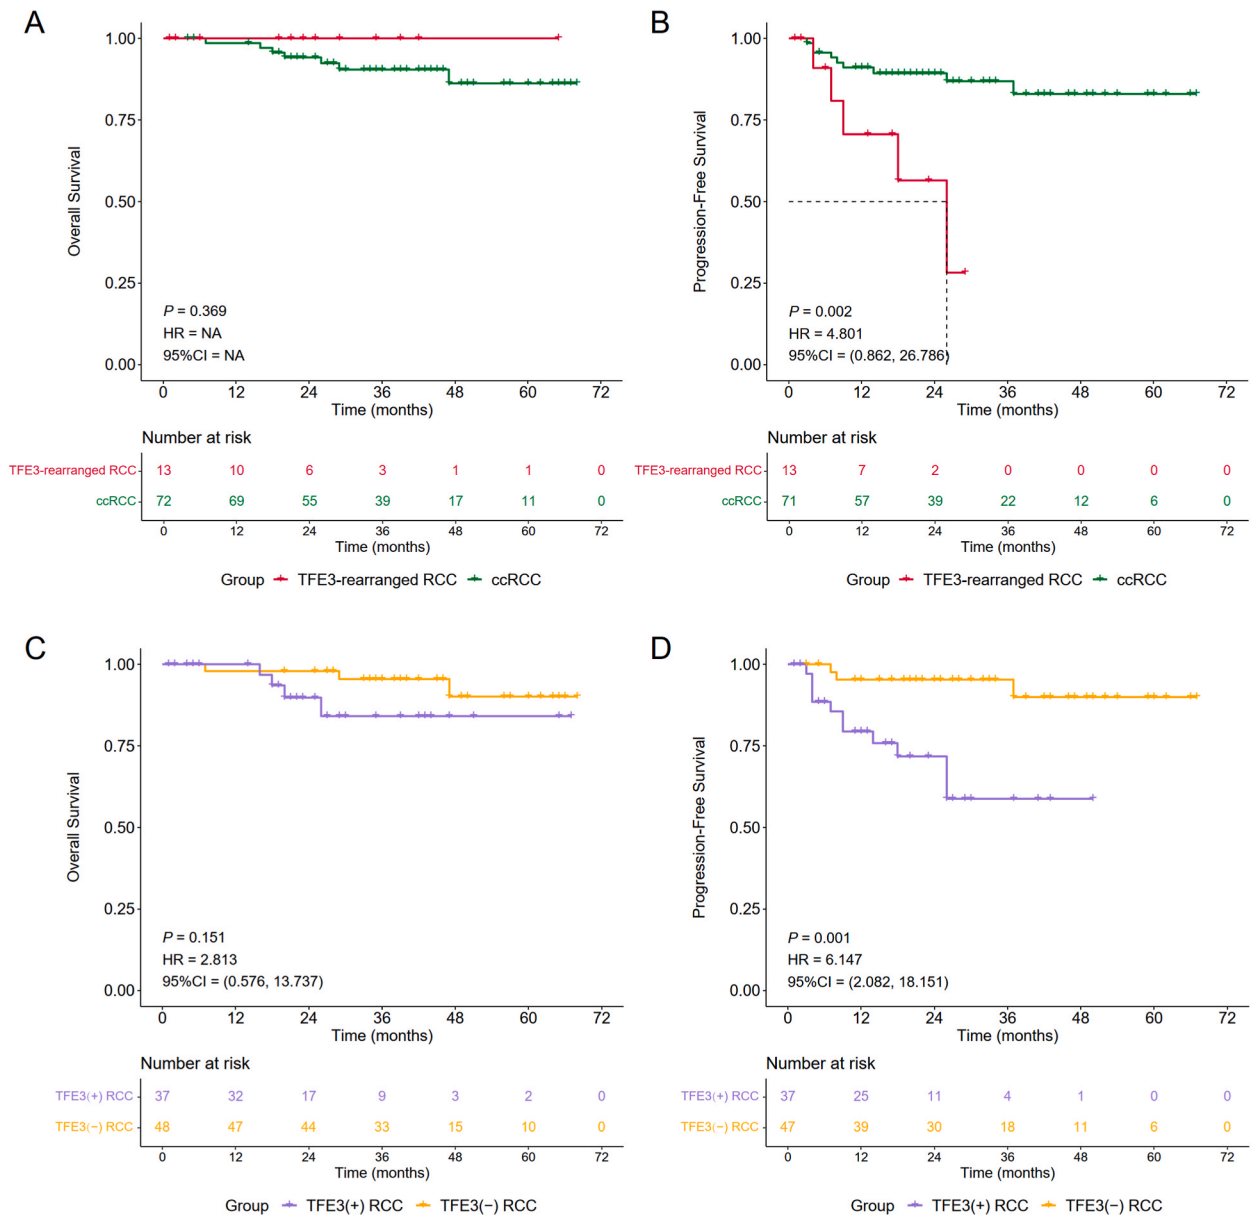 A
Overall Survival
1.00
0.75
0.50
0.25
0.00
P = 0.369
HR = NA
95%CI = NA
0 12 24 36 48 60 72
Time (months)
Number at risk
TFE3-rearranged RCC 13 10 6 3 1 1 0
ccRCC 72 69 55 39 17 11 0
0 12 24 36 48 60 72
Time (months)
Group TFE3-rearranged RCC ccRCC
B
Progression-Free Survival
1.00
0.75
0.50
0.25
0.00
P = 0.002
HR = 4.801
95%CI = (0.862, 26.786)
0 12 24 36 48 60 72
Time (months)
Number at risk
TFE3-rearranged RCC 13 7 2 0 0 0 0
ccRCC 71 57 39 22 12 6 0
0 12 24 36 48 60 72
Time (months)
Group TFE3-rearranged RCC ccRCC
C
Overall Survival
1.00
0.75
0.50
0.25
0.00
P = 0.151
HR = 2.813
95%CI = (0.576, 13.737)
0 12 24 36 48 60 72
Time (months)
Number at risk
TFE3(+) RCC 37 32 17 9 3 2 0
TFE3(−) RCC 48 47 44 33 15 10 0
0 12 24 36 48 60 72
Time (months)
Group TFE3(+) RCC TFE3(−) RCC
D
Progression-Free Survival
1.00
0.75
0.50
0.25
0.00
P = 0.001
HR = 6.147
95%CI = (2.082, 18.151)
0 12 24 36 48 60 72
Time (months)
Number at risk
TFE3(+) RCC 37 25 11 4 1 0 0
TFE3(−) RCC 47 39 30 18 11 6 0
0 12 24 36 48 60 72
Time (months)
Group TFE3(+) RCC TFE3(−) RCC